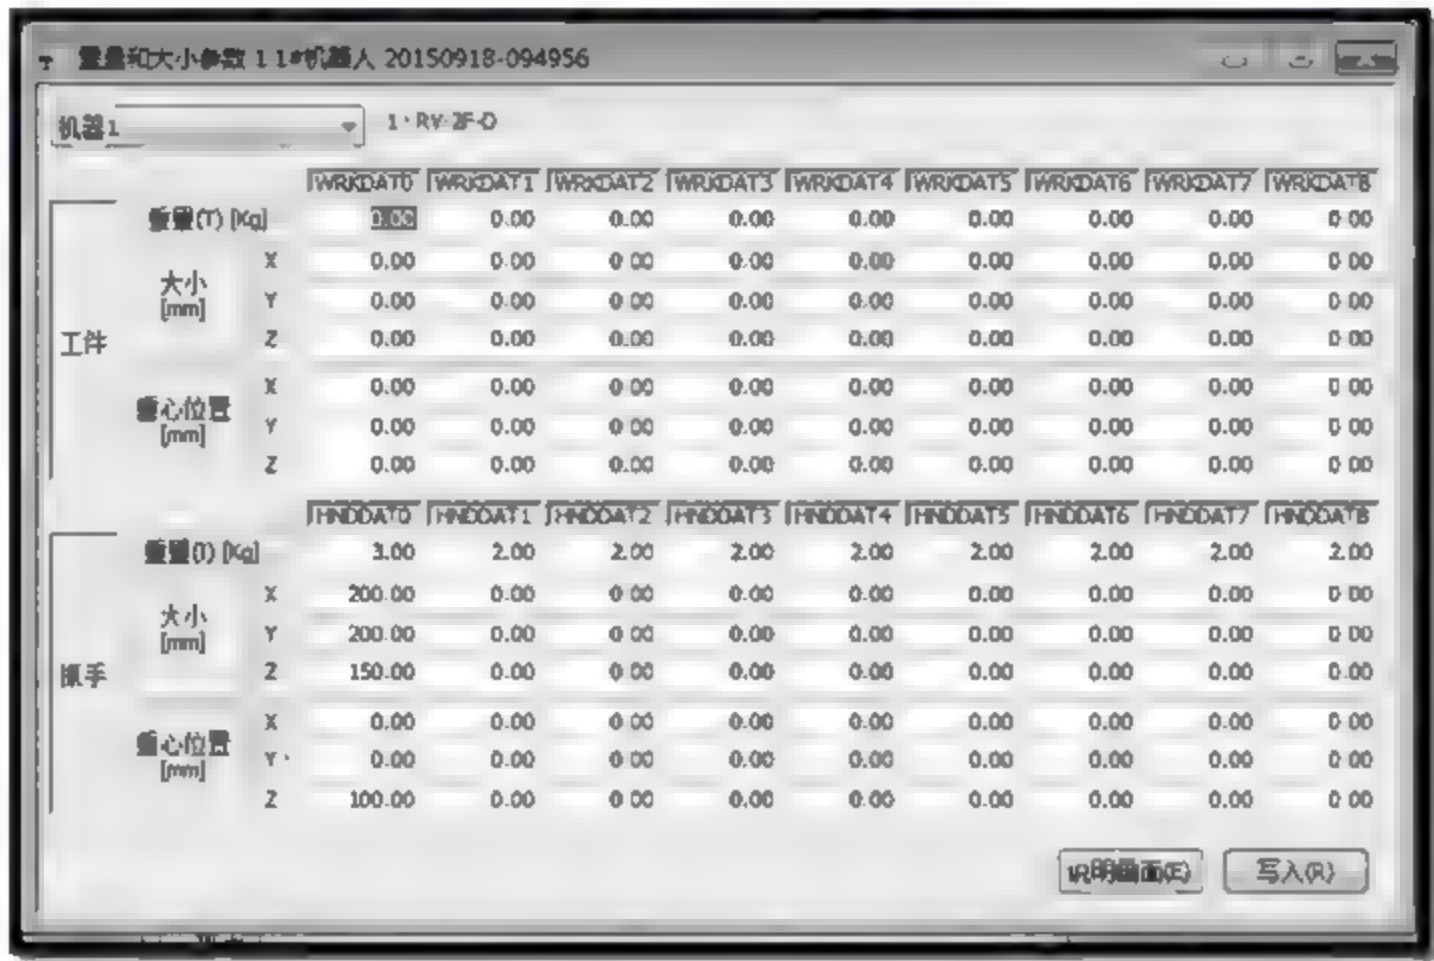 重量和大小参数 1 1#机器人 20150918-094956
机器1 1: RV-2F-D
WRKDAT0 WRKDAT1 WRKDAT2 WRKDAT3 WRKDAT4 WRKDAT5 WRKDAT6 WRKDAT7 WRKDAT8
重量(T) [Kg] 0.00 0.00 0.00 0.00 0.00 0.00 0.00 0.00 0.00
X 0.00 0.00 0.00 0.00 0.00 0.00 0.00 0.00 0.00
大小
[mm]
Y 0.00 0.00 0.00 0.00 0.00 0.00 0.00 0.00 0.00
工件
Z 0.00 0.00 0.00 0.00 0.00 0.00 0.00 0.00 0.00
X 0.00 0.00 0.00 0.00 0.00 0.00 0.00 0.00 0.00
重心位置
[mm]
Y 0.00 0.00 0.00 0.00 0.00 0.00 0.00 0.00 0.00
Z 0.00 0.00 0.00 0.00 0.00 0.00 0.00 0.00 0.00
HNDDAT0 HNDDAT1 HNDDAT2 HNDDAT3 HNDDAT4 HNDDAT5 HNDDAT6 HNDDAT7 HNDDAT8
重量(I) [Kg] 3.00 2.00 2.00 2.00 2.00 2.00 2.00 2.00 2.00
X 200.00 0.00 0.00 0.00 0.00 0.00 0.00 0.00 0.00
大小
[mm]
Y 200.00 0.00 0.00 0.00 0.00 0.00 0.00 0.00 0.00
抓手
Z 150.00 0.00 0.00 0.00 0.00 0.00 0.00 0.00 0.00
X 0.00 0.00 0.00 0.00 0.00 0.00 0.00 0.00 0.00
重心位置
[mm]
Y 0.00 0.00 0.00 0.00 0.00 0.00 0.00 0.00 0.00
Z 100.00 0.00 0.00 0.00 0.00 0.00 0.00 0.00 0.00
说明画面(E) 写入(R)